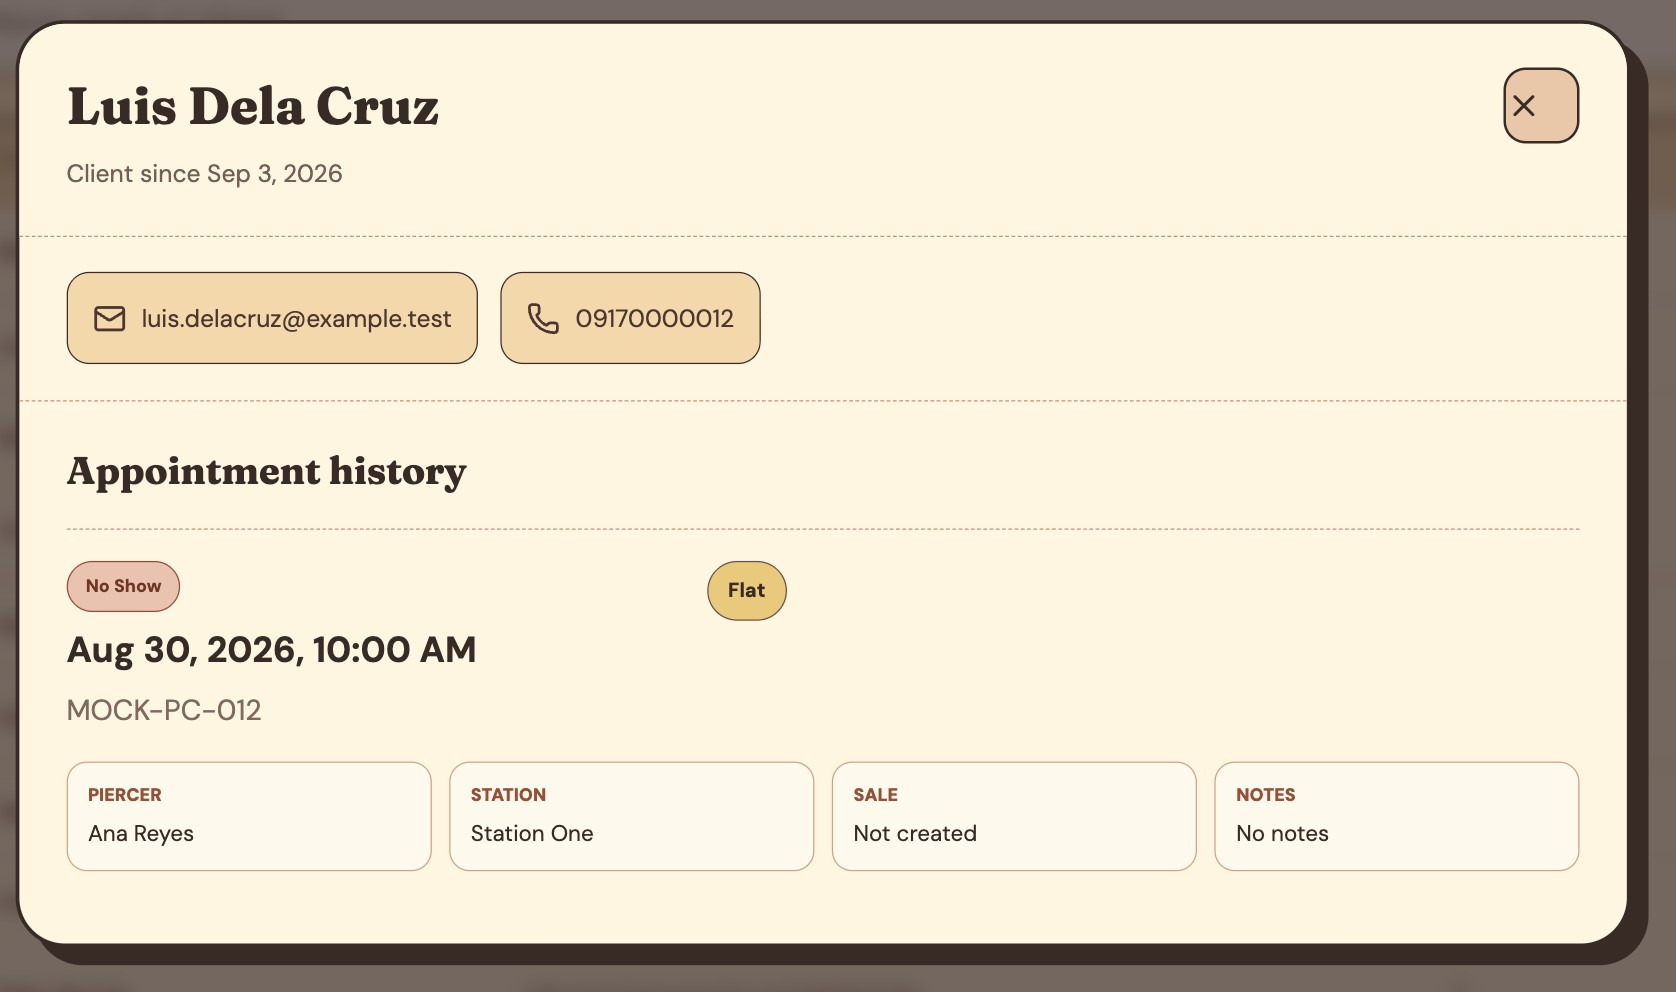 Luis Dela Cruz
Client since Sep 3, 2026
luis.delacruz@example.test
09170000012
Appointment history
No Show
Flat
Aug 30, 2026, 10:00 AM
MOCK-PC-012
PIERCER
Ana Reyes
STATION
Station One
SALE
Not created
NOTES
No notes